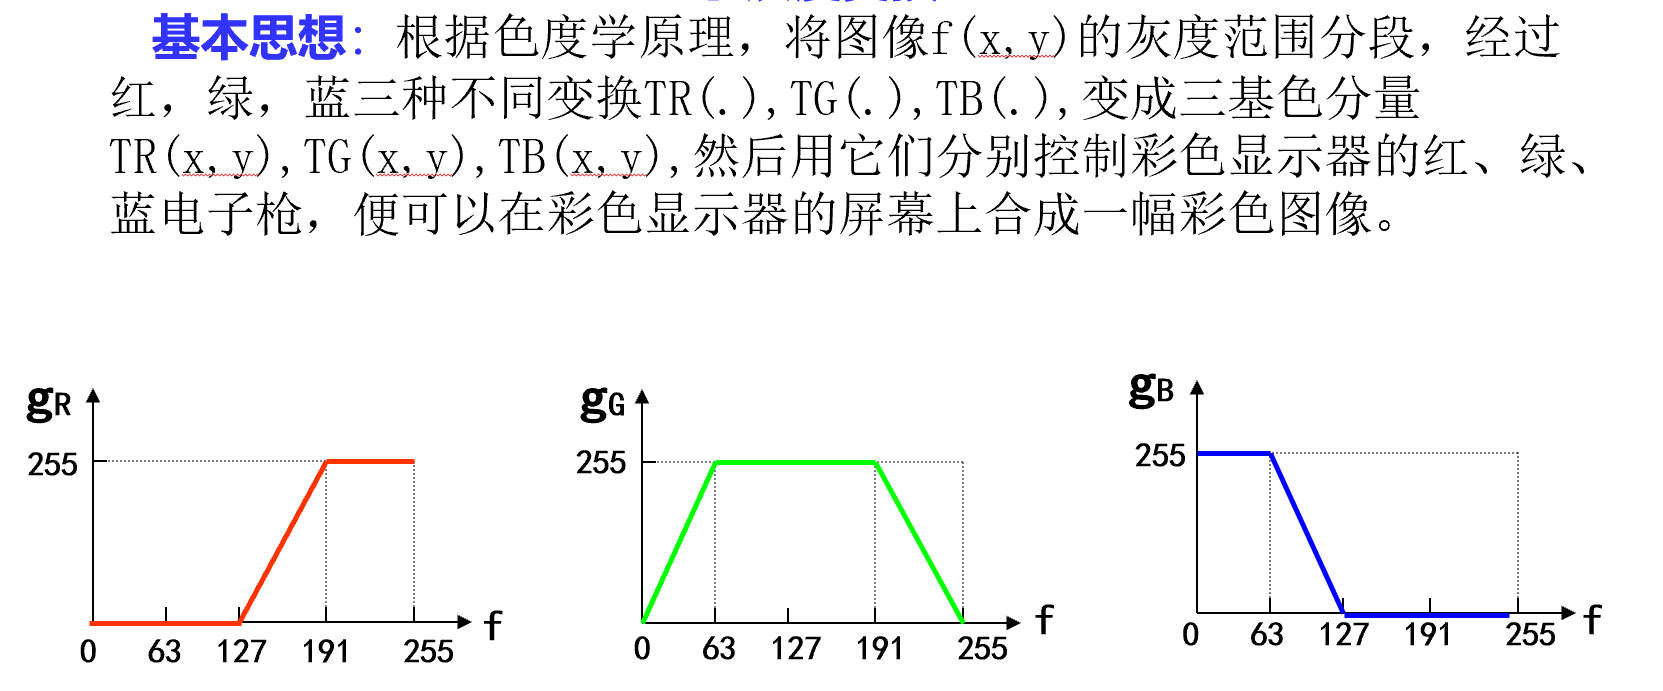 基本思想：根据色度学原理，将图像f(x,y)的灰度范围分段，经过
红，绿，蓝三种不同变换TR(.),TG(.),TB(.),变成三基色分量
TR(x,y),TG(x,y),TB(x,y),然后用它们分别控制彩色显示器的红、绿、
蓝电子枪，便可以在彩色显示器的屏幕上合成一幅彩色图像。
gR
255
0 63 127 191 255
f
gG
255
0 63 127 191 255
f
gB
255
0 63 127 191 255
f